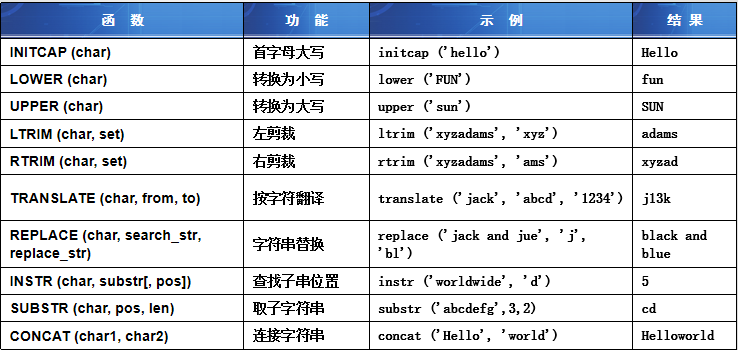 函 数 功 能 示 例 结 果
INITCAP (char) 首字母大写 initcap ('hello') Hello
LOWER (char) 转换为小写 lower ('FUN') fun
UPPER (char) 转换为大写 upper ('sun') SUN
LTRIM (char, set) 左剪裁 ltrim ('xyzadams', 'xyz') adams
RTRIM (char, set) 右剪裁 rtrim ('xyzadams', 'ams') xyzad
TRANSLATE (char, from, to) 按字符翻译 translate ('jack', 'abcd', '1234') j13k
REPLACE (char, search_str, replace_str) 字符串替换 replace ('jack and jue', 'j', 'bl') black and blue
INSTR (char, substr[, pos]) 查找子串位置 instr ('worldwide', 'd') 5
SUBSTR (char, pos, len) 取子字符串 substr ('abcdefg',3,2) cd
CONCAT (char1, char2) 连接字符串 concat ('Hello', 'world') Helloworld